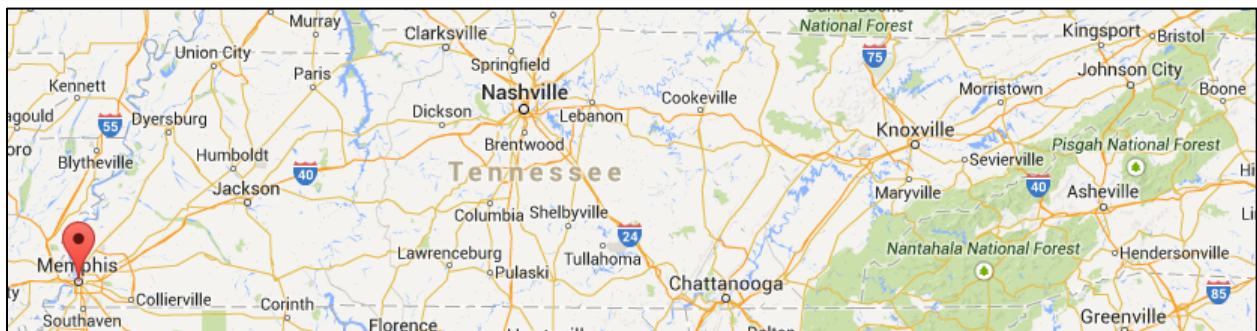 Murray
Clarksville
National Forest
Kingsport
Bristol
Union City
Springfield
75
Johnson City
Kennett
Paris
Nashville
Cookeville
Morristown
Boone
agould
55
Dyersburg
Dickson
Lebanon
Knoxville
Blytheville
Humboldt
Brentwood
Sevierville
Pisgah National Forest
40
Tennessee
Maryville
40
Asheville
Jackson
Columbia
Shelbyville
24
Lawrenceburg
Tullahoma
Nantahala National Forest
Hendersonville
Memphis
Pulaski
Chattanooga
85
Collierville
Corinth
Southaven
Florence
Greenville